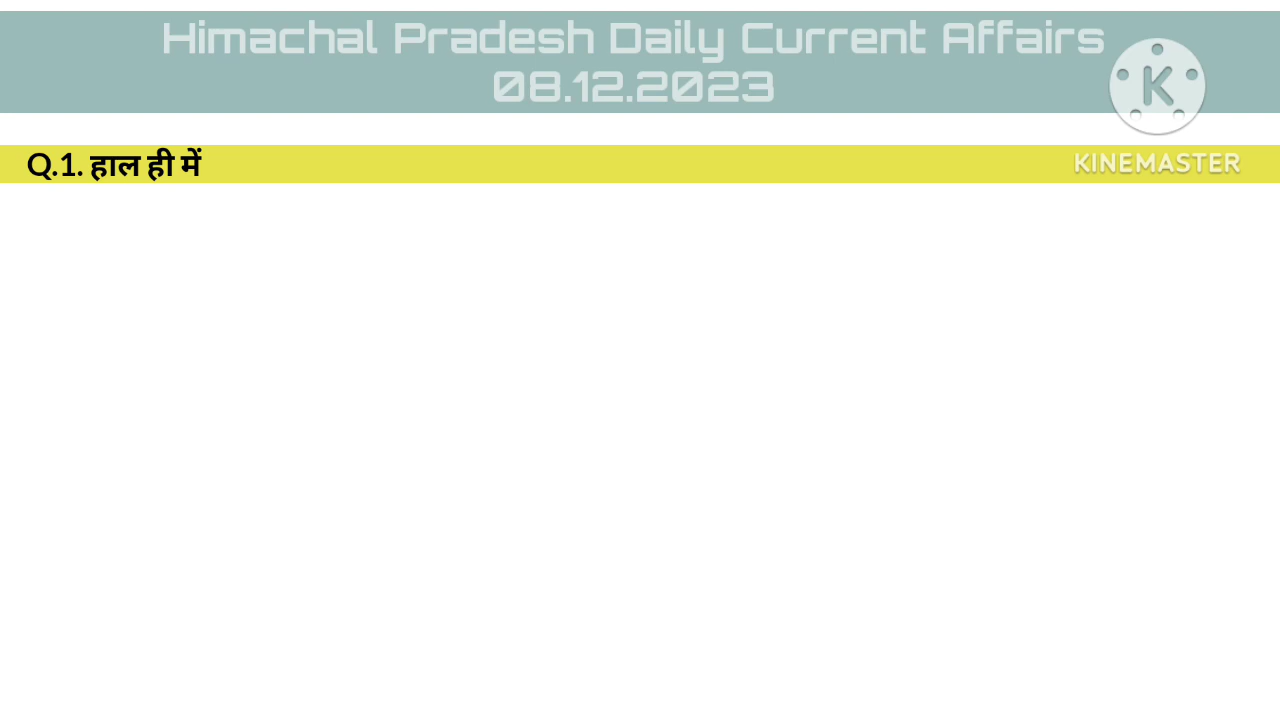 Himachal Pradesh Daily Current Affairs
08.12.2023
K
Q.1. हाल ही में
KINEMASTER